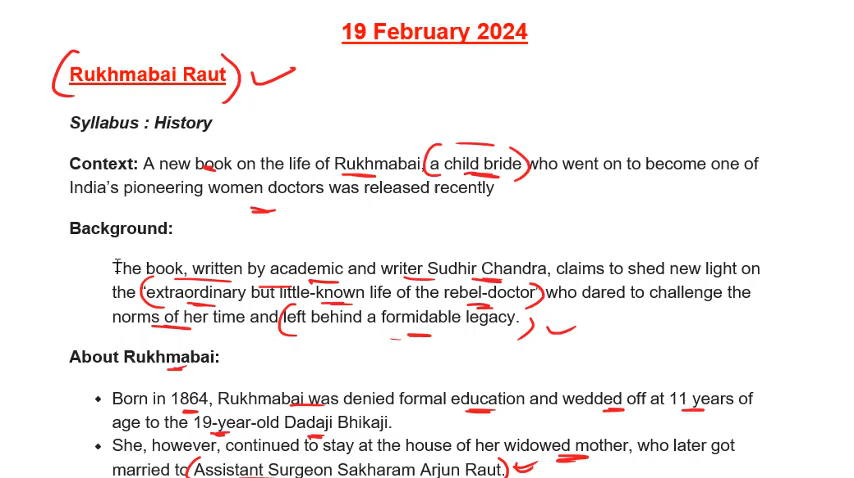 19 February 2024
Rukhmabai Raut
Syllabus : History
Context: A new book on the life of Rukhmabai, a child bride who went on to become one of
India's pioneering women doctors was released recently
Background:
The book, written by academic and writer Sudhir Chandra, claims to shed new light on
the 'extraordinary but little-known life of the rebel-doctor' who dared to challenge the
norms of her time and left behind a formidable legacy.
About Rukhmabai:
• Born in 1864, Rukhmabai was denied formal education and wedded off at 11 years of
age to the 19-year-old Dadaji Bhikaji.
• She, however, continued to stay at the house of her widowed mother, who later got
married to Assistant Surgeon Sakharam Arjun Raut.